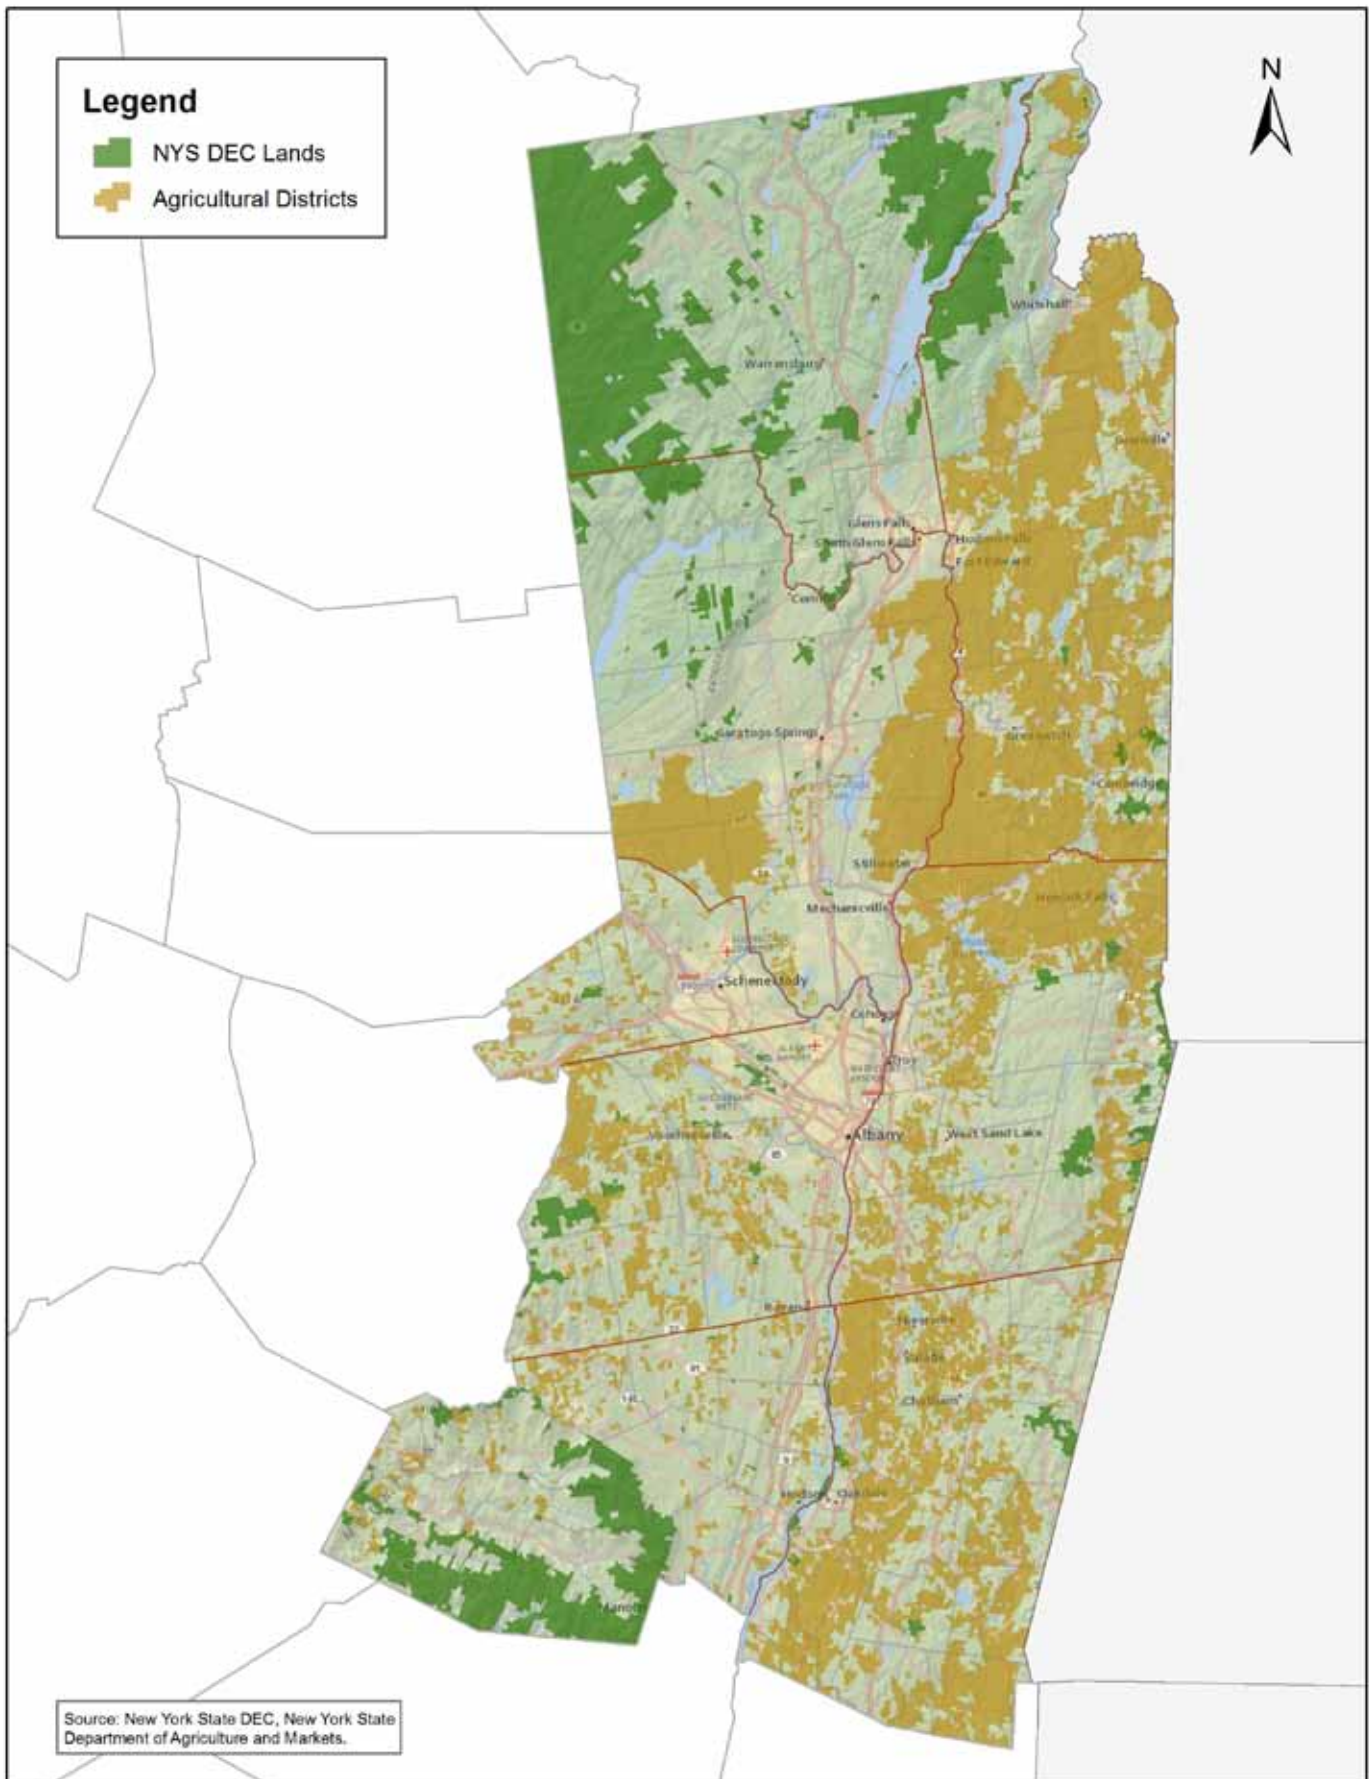 Legend
NYS DEC Lands
Agricultural Districts
N
Whitehall
Warrensburg
Granville
Glens Falls
South Glens Falls
Hudson Falls
Fort Edward
Corinth
Saratoga Springs
Greenwich
Cambridge
Stillwater
Hoosick Falls
Mechanicville
Schenectady
Cohoes
Troy
Voorheesville
Albany
West Sand Lake
85
Ravena
Valatie
Chatham
Hudson
Source: New York State DEC, New York State
Department of Agriculture and Markets.